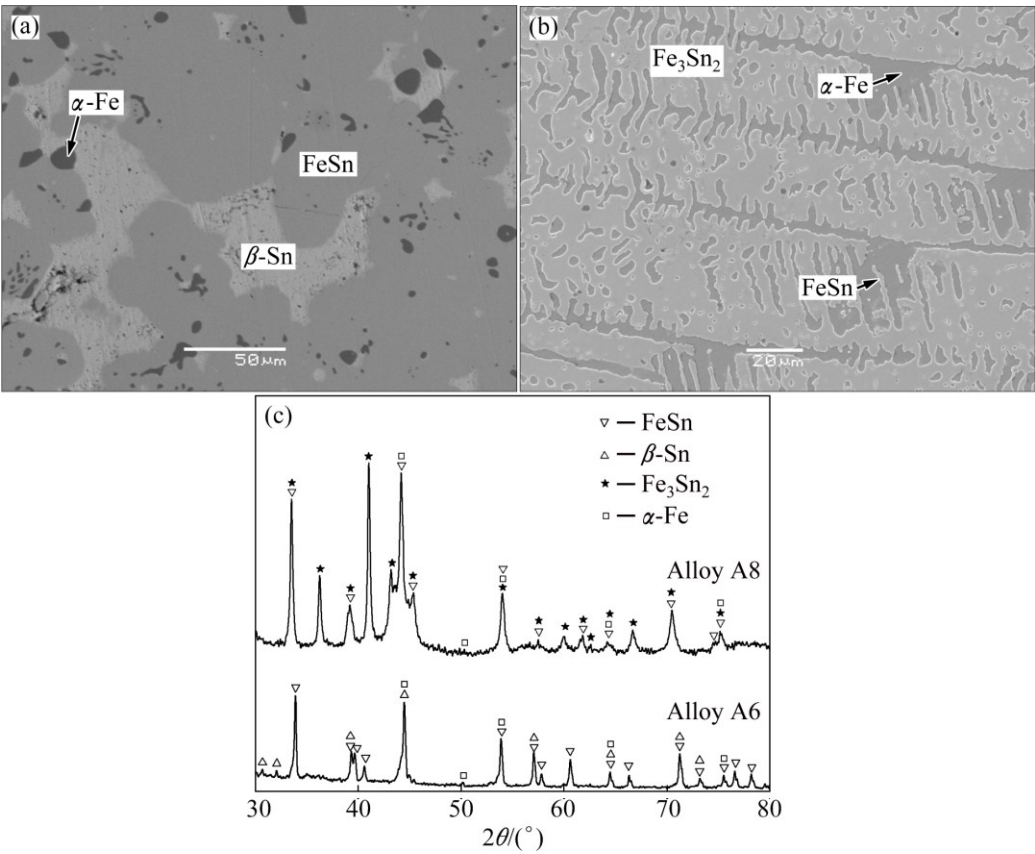 (a)
α-Fe
FeSn
β-Sn
50μm
(b)
Fe₃Sn₂
α-Fe
FeSn
20μm
(c)
▽ — FeSn
△ — β-Sn
★ — Fe₃Sn₂
□ — α-Fe
Alloy A8
Alloy A6
30 40 50 60 70 80
2θ/(°)